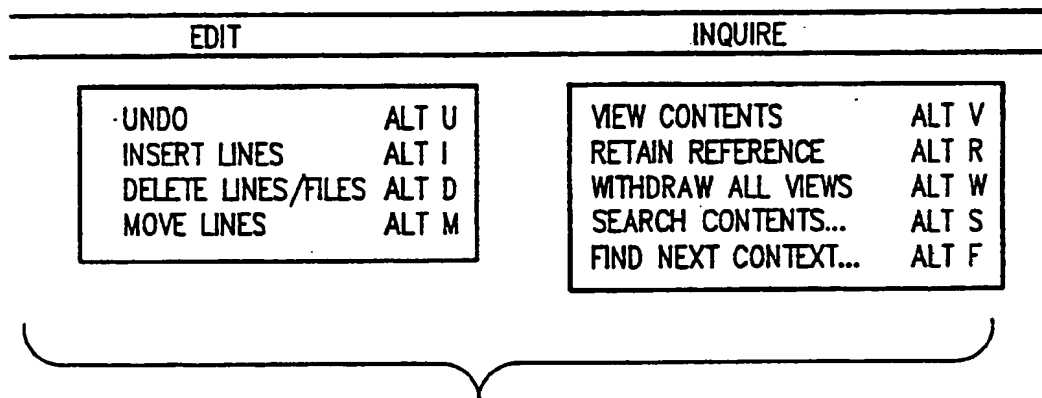 EDIT INQUIRE
UNDO ALT U
INSERT LINES ALT I
DELETE LINES/FILES ALT D
MOVE LINES ALT M
VIEW CONTENTS ALT V
RETAIN REFERENCE ALT R
WITHDRAW ALL VIEWS ALT W
SEARCH CONTENTS... ALT S
FIND NEXT CONTEXT... ALT F